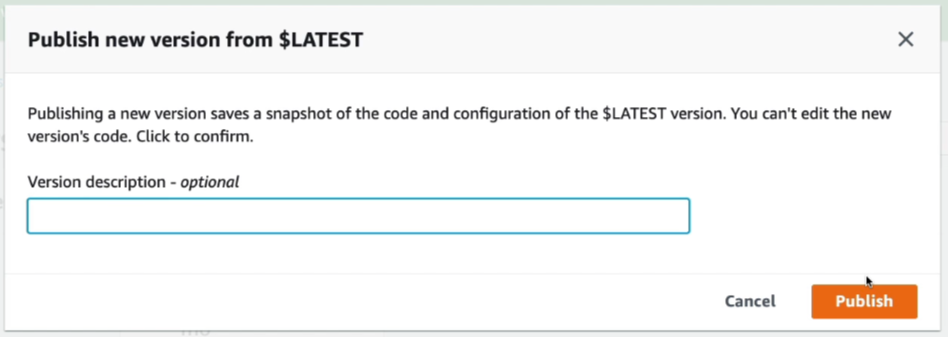 Publish new version from $LATEST
Publishing a new version saves a snapshot of the code and configuration of the $LATEST version. You can't edit the new
version's code. Click to confirm.
Version description - optional
Cancel
Publish